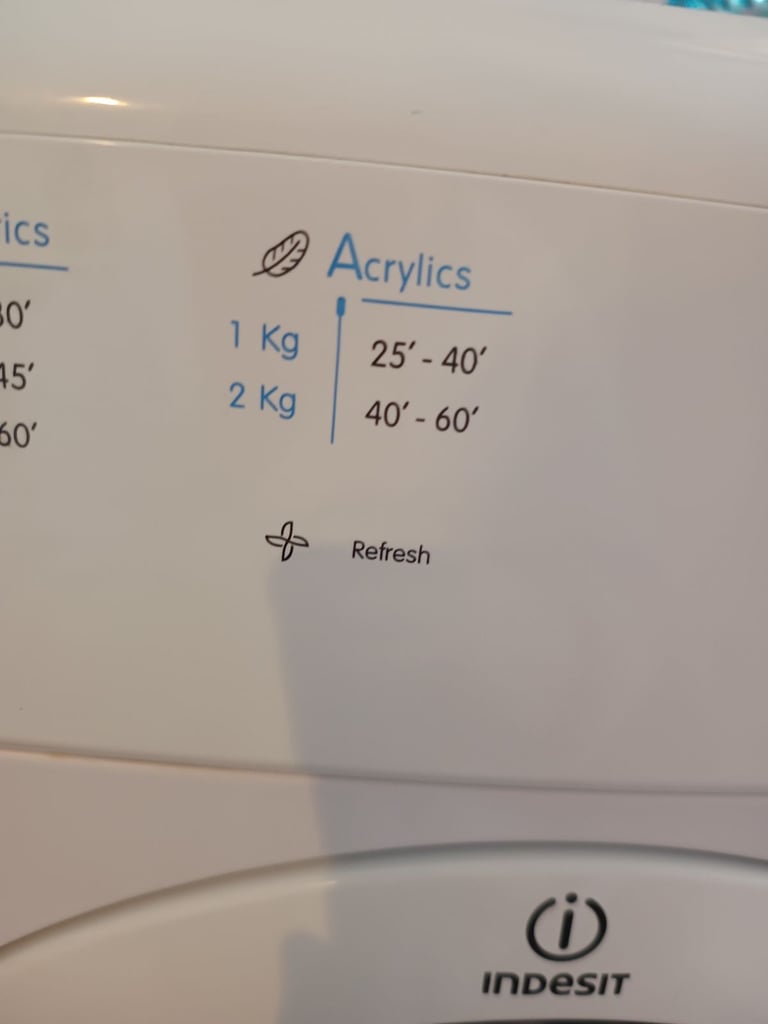 ics
Acrylics
30'
1 Kg 25' - 40'
45'
2 Kg 40' - 60'
60'
Refresh
INDESIT